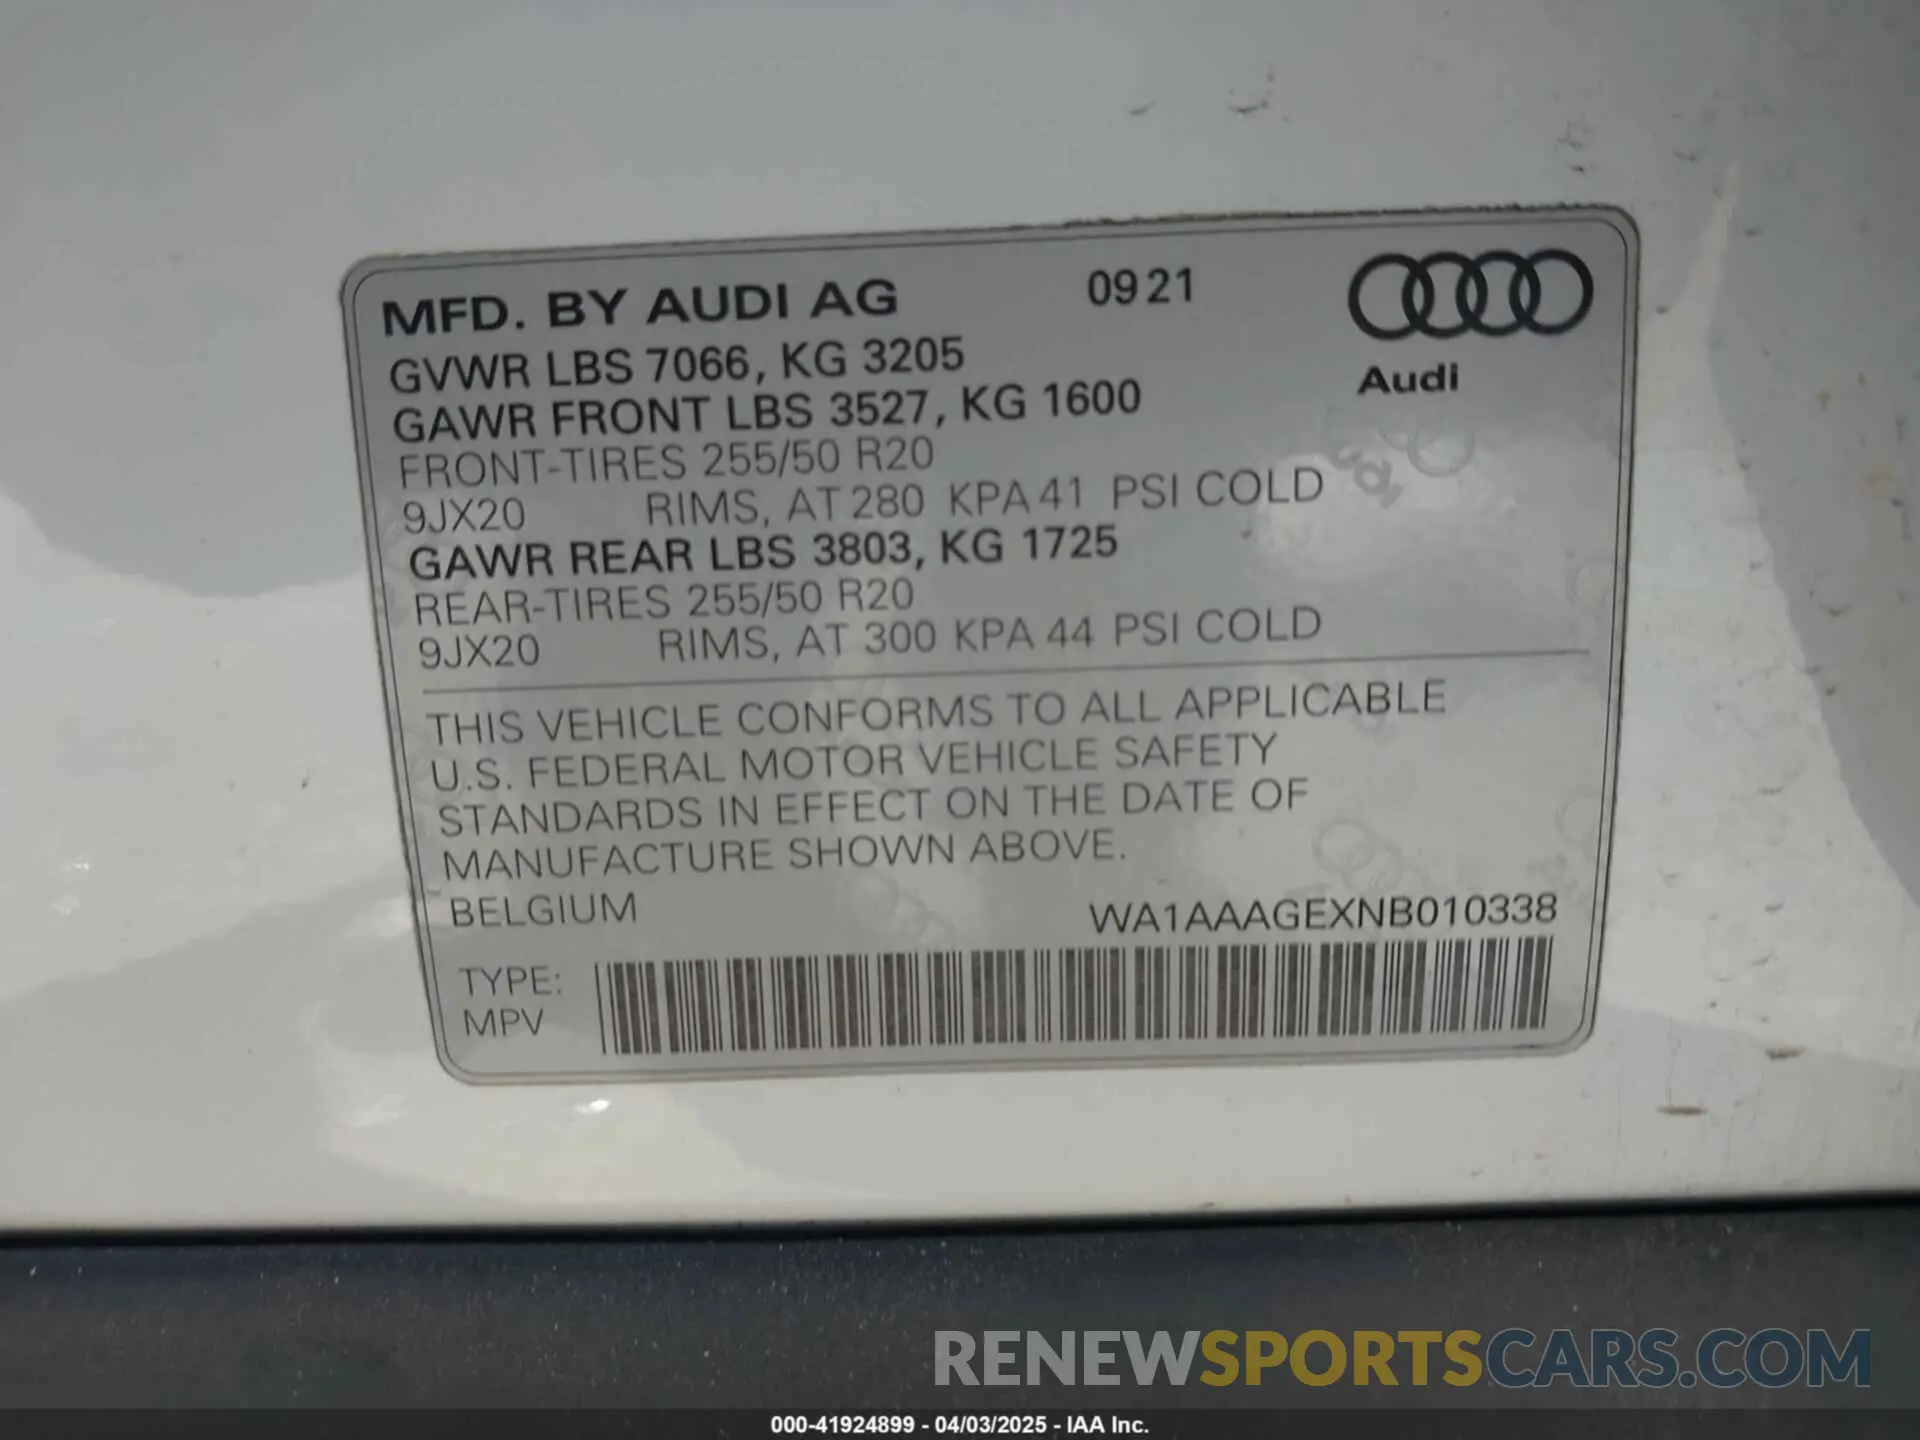 MFD. BY AUDI AG 09 21
Audi
GVWR LBS 7066, KG 3205
GAWR FRONT LBS 3527, KG 1600
FRONT-TIRES 255/50 R20
9JX20 RIMS, AT 280 KPA 41 PSI COLD
GAWR REAR LBS 3803, KG 1725
REAR-TIRES 255/50 R20
9JX20 RIMS, AT 300 KPA 44 PSI COLD
THIS VEHICLE CONFORMS TO ALL APPLICABLE
U.S. FEDERAL MOTOR VEHICLE SAFETY
STANDARDS IN EFFECT ON THE DATE OF
MANUFACTURE SHOWN ABOVE.
BELGIUM WA1AAAGEXNB010338
TYPE:
MPV
RENEWSPORTSCARS.COM
000-41924899 - 04/03/2025 - IAA Inc.